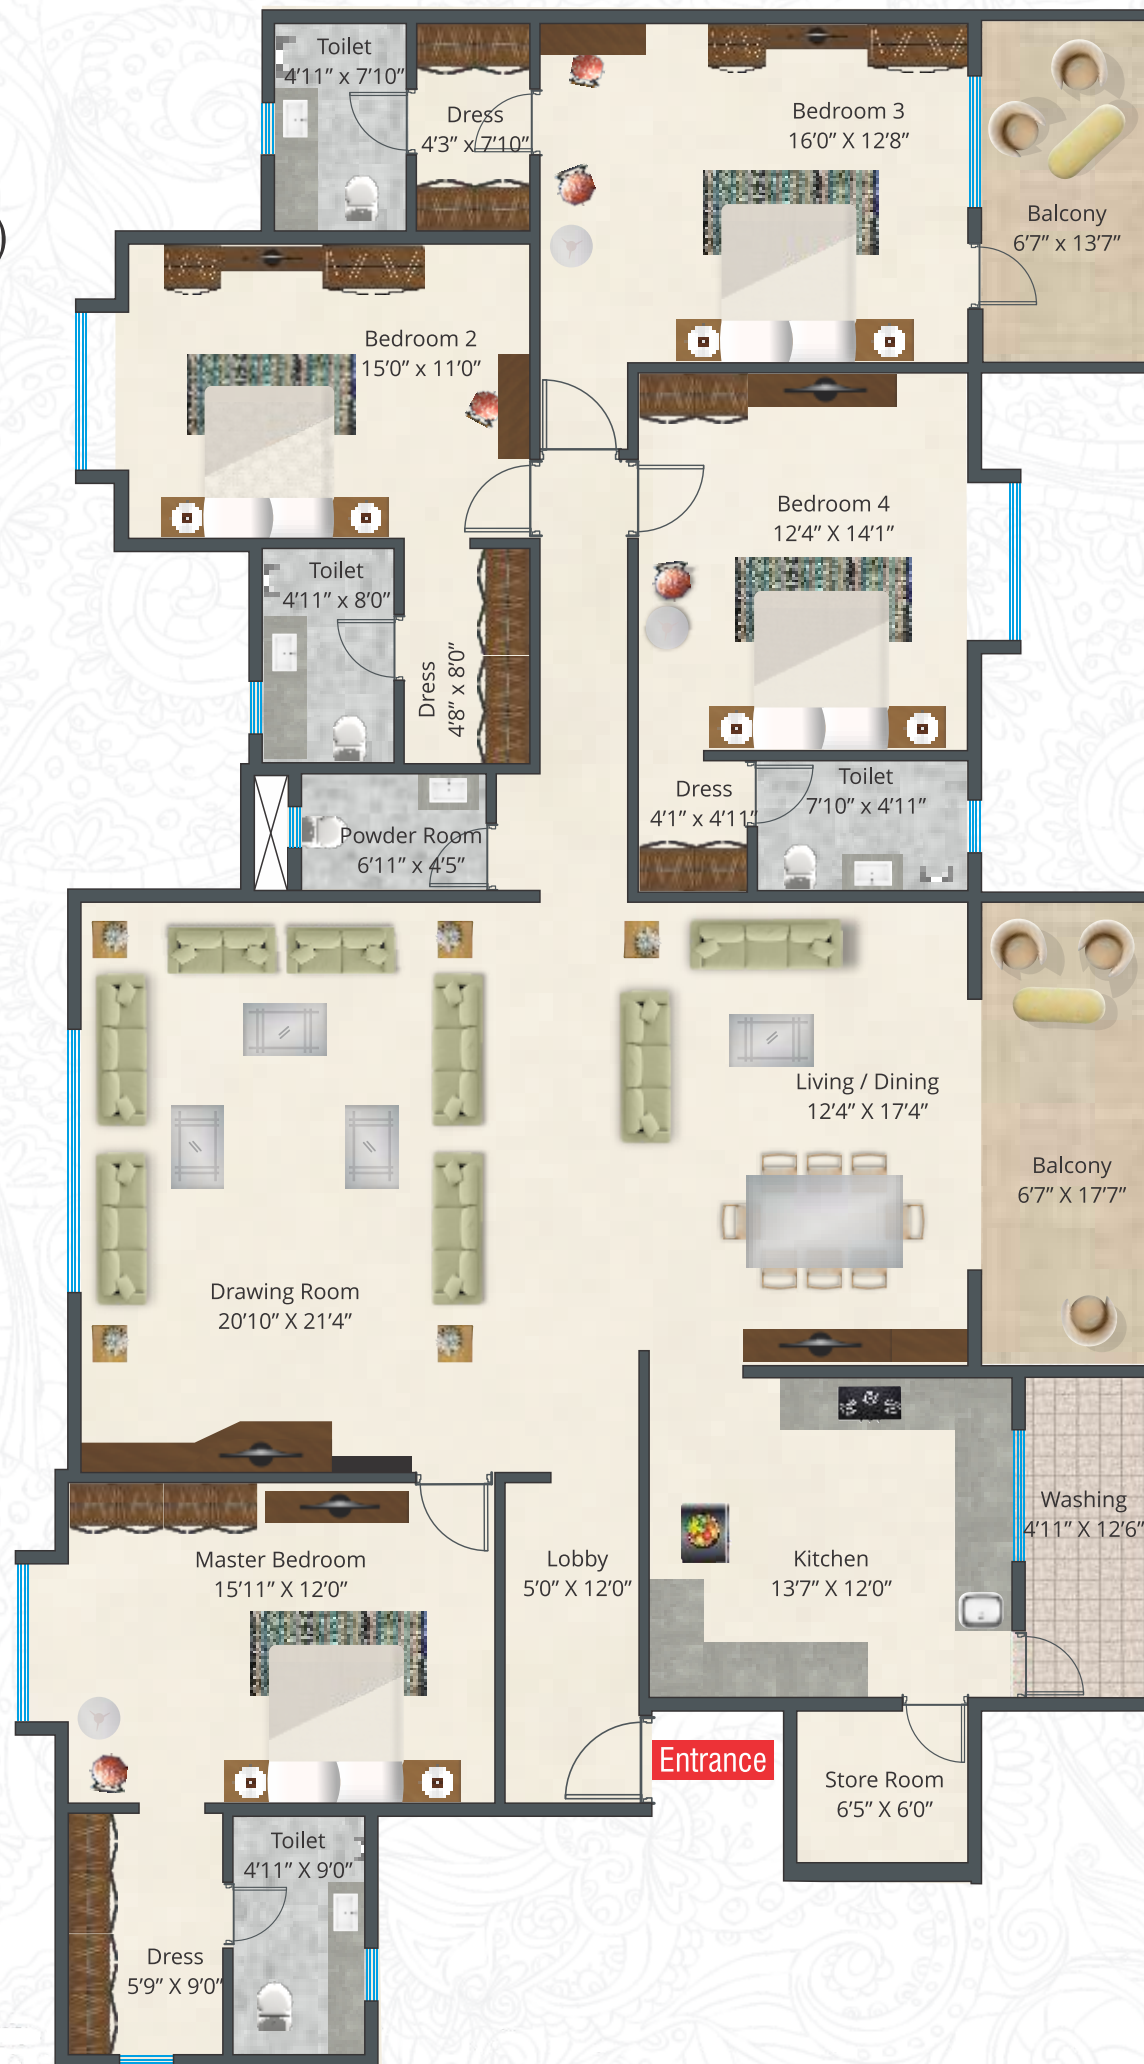 Toilet
4’11” x 7’10”
Dress
4’3” x 7’10”
Bedroom 3
16’0” X 12’8”
Balcony
6’7” x 13’7”
)
Bedroom 2
15’0” x 11’0”
Bedroom 4
12’4” X 14’1”
Toilet
4’11” x 8’0”
Dress
4’8” x 8’0”
Dress
4’1” x 4’11”
Toilet
7’10” x 4’11”
Powder Room
6’11” x 4’5”
Living / Dining
12’4” X 17’4”
Balcony
6’7” X 17’7”
Drawing Room
20’10” X 21’4”
Master Bedroom
15’11” X 12’0”
Lobby
5’0” X 12’0”
Kitchen
13’7” X 12’0”
Washing
4’11” X 12’6”
Entrance
Store Room
6’5” X 6’0”
Toilet
4’11” X 9’0”
Dress
5’9” X 9’0”